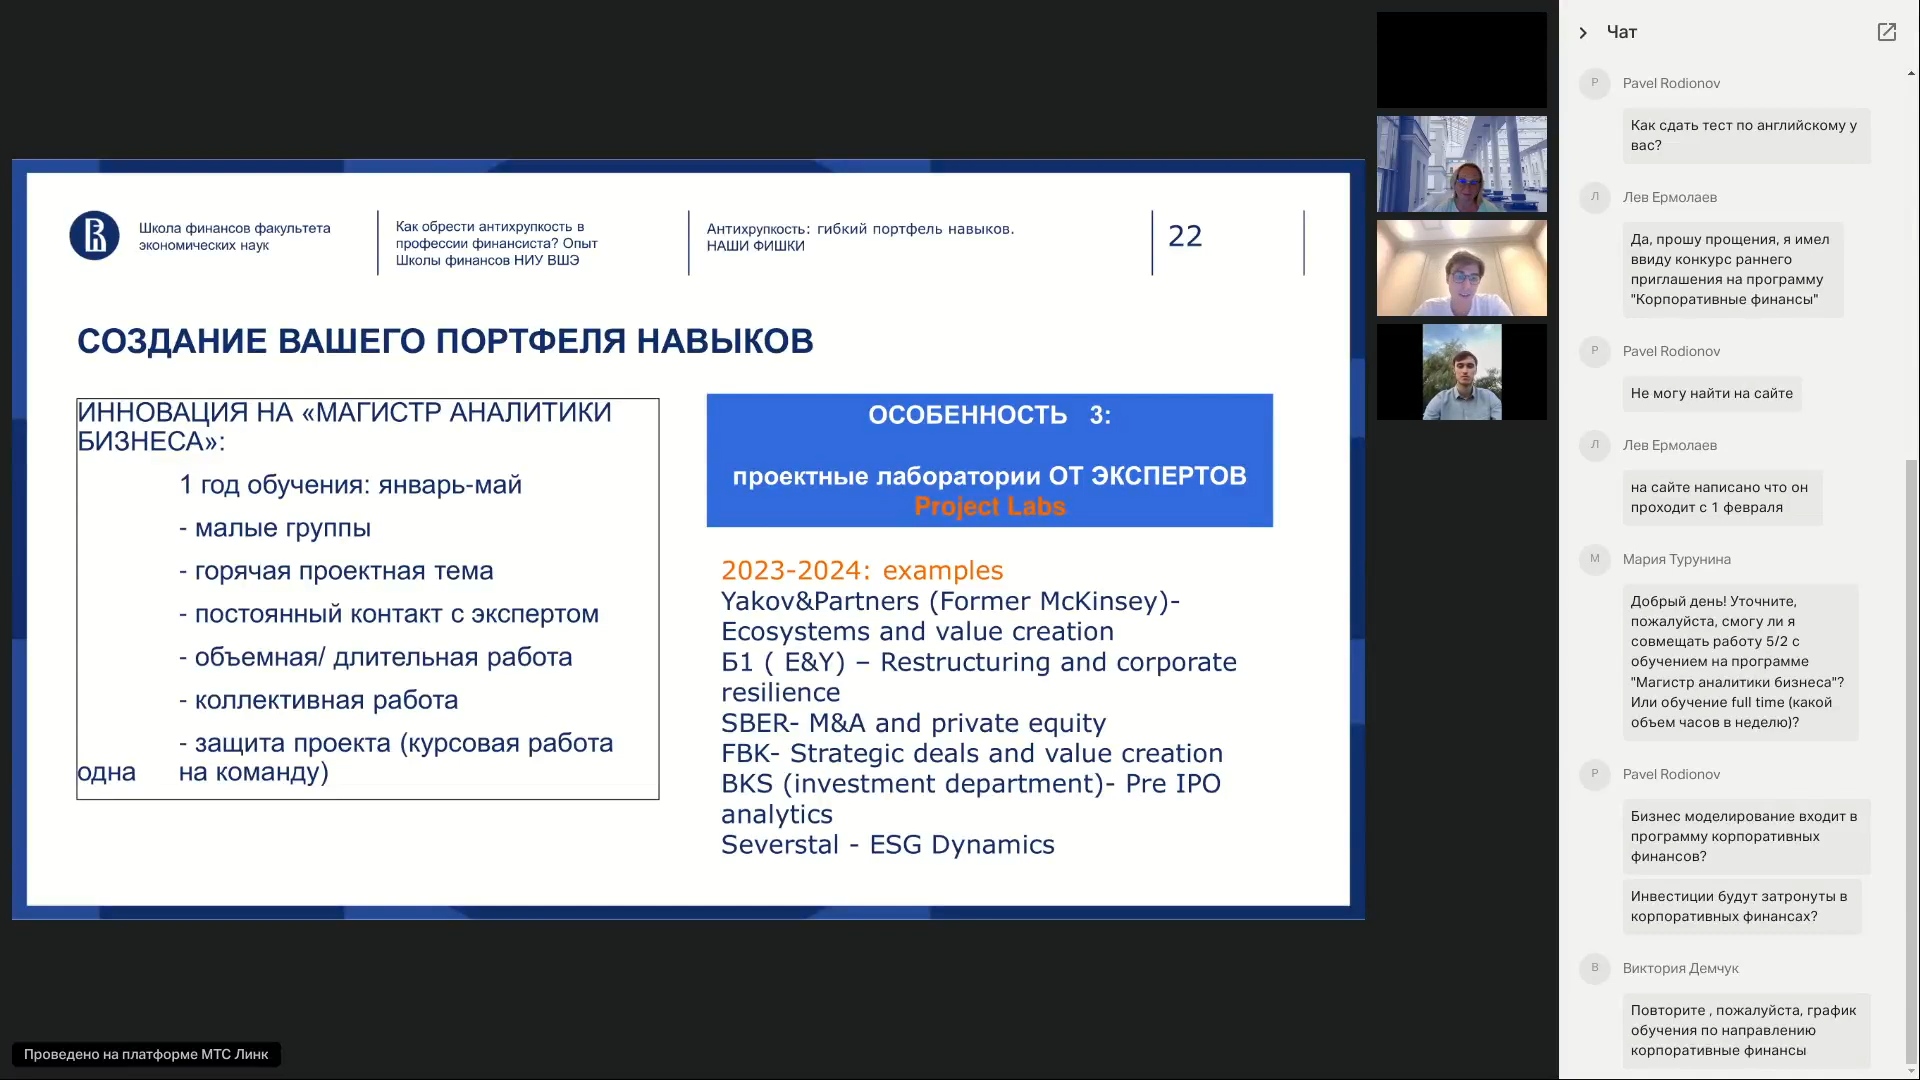 Школа финансов факультета
экономических наук
Как обрести антихрупкость в
профессии финансиста? Опыт
Школы финансов НИУ ВШЭ
Антихрупкость: гибкий портфель навыков.
НАШИ ФИШКИ
22
СОЗДАНИЕ ВАШЕГО ПОРТФЕЛЯ НАВЫКОВ
ИННОВАЦИЯ НА «МАГИСТР АНАЛИТИКИ
БИЗНЕСА»:
1 год обучения: январь-май
- малые группы
- горячая проектная тема
- постоянный контакт с экспертом
- объемная/ длительная работа
- коллективная работа
- защита проекта (курсовая работа
одна на команду)
ОСОБЕННОСТЬ 3:
проектные лаборатории ОТ ЭКСПЕРТОВ
Project Labs
2023-2024: examples
Yakov&Partners (Former McKinsey)-
Ecosystems and value creation
Б1 ( E&Y) – Restructuring and corporate
resilience
SBER- M&A and private equity
FBK- Strategic deals and value creation
BKS (investment department)- Pre IPO
analytics
Severstal - ESG Dynamics
Проведено на платформе МТС Линк
Чат
P
Pavel Rodionov
Как сдать тест по английскому у
вас?
Л
Лев Ермолаев
Да, прошу прощения, я имел
ввиду конкурс раннего
приглашения на программу
"Корпоративные финансы"
P
Pavel Rodionov
Не могу найти на сайте
Л
Лев Ермолаев
на сайте написано что он
проходит с 1 февраля
М
Мария Турунина
Добрый день! Уточните,
пожалуйста, смогу ли я
совмещать работу 5/2 с
обучением на программе
"Магистр аналитики бизнеса"?
Или обучение full time (какой
объем часов в неделю)?
P
Pavel Rodionov
Бизнес моделирование входит в
программу корпоративных
финансов?
Инвестиции будут затронуты в
корпоративных финансах?
В
Виктория Демчук
Повторите , пожалуйста, график
обучения по направлению
корпоративные финансы